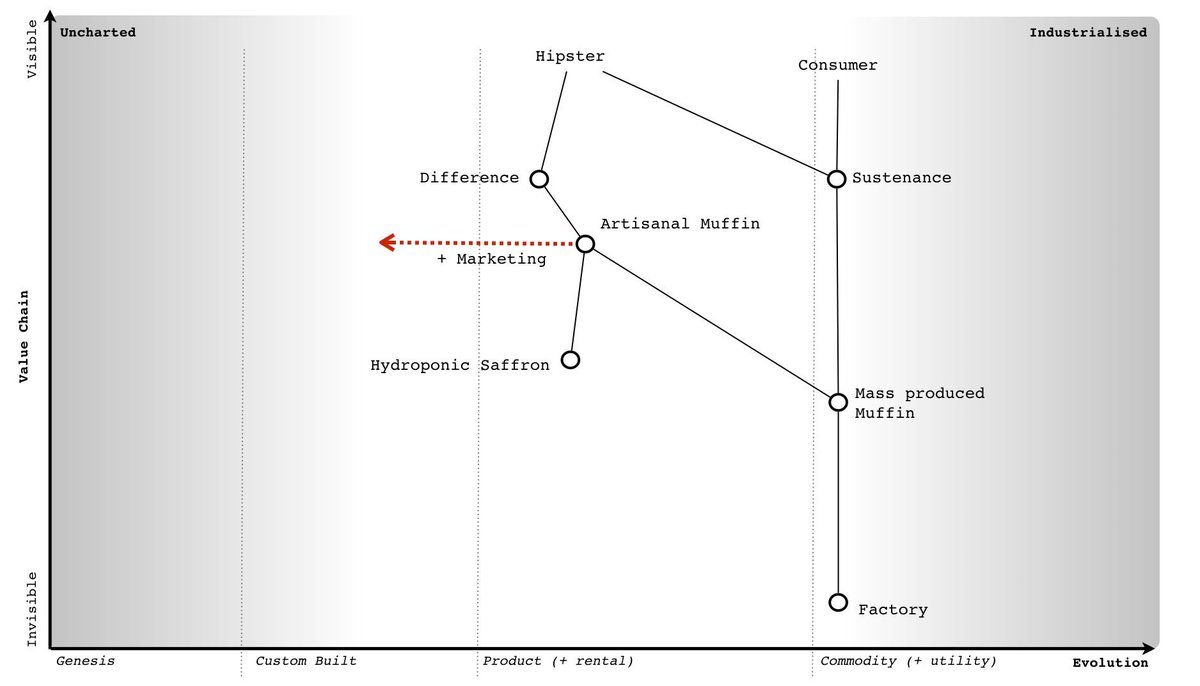 Visible
Uncharted
Industrialised
Hipster
Consumer
Difference
Sustenance
Artisanal Muffin
+ Marketing
Value Chain
Hydroponic Saffron
Mass produced
Muffin
Invisible
Factory
Genesis
Custom Built
Product (+ rental)
Commodity (+ utility)
Evolution